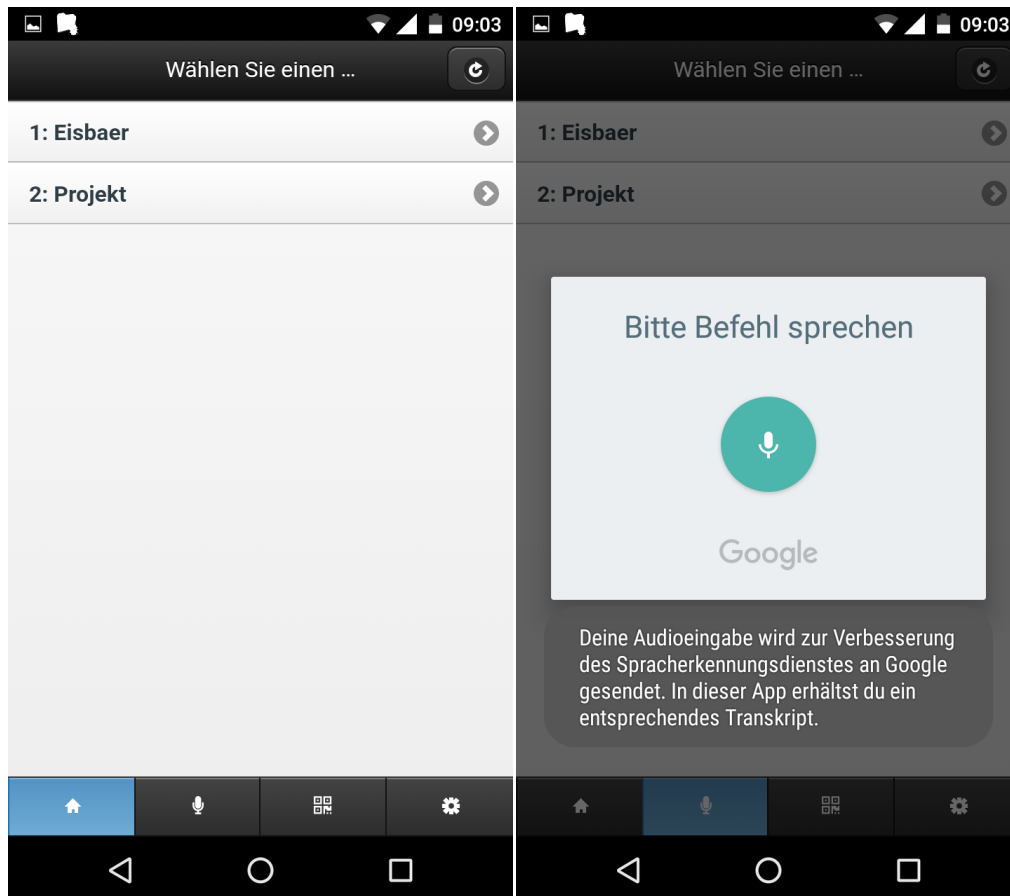 09:03
Wählen Sie einen ...
1: Eisbaer
2: Projekt
09:03
Wählen Sie einen ...
1: Eisbaer
2: Projekt
Bitte Befehl sprechen
Google
Deine Audioeingabe wird zur Verbesserung
des Spracherkennungsdienstes an Google
gesendet. In dieser App erhältst du ein
entsprechendes Transkript.